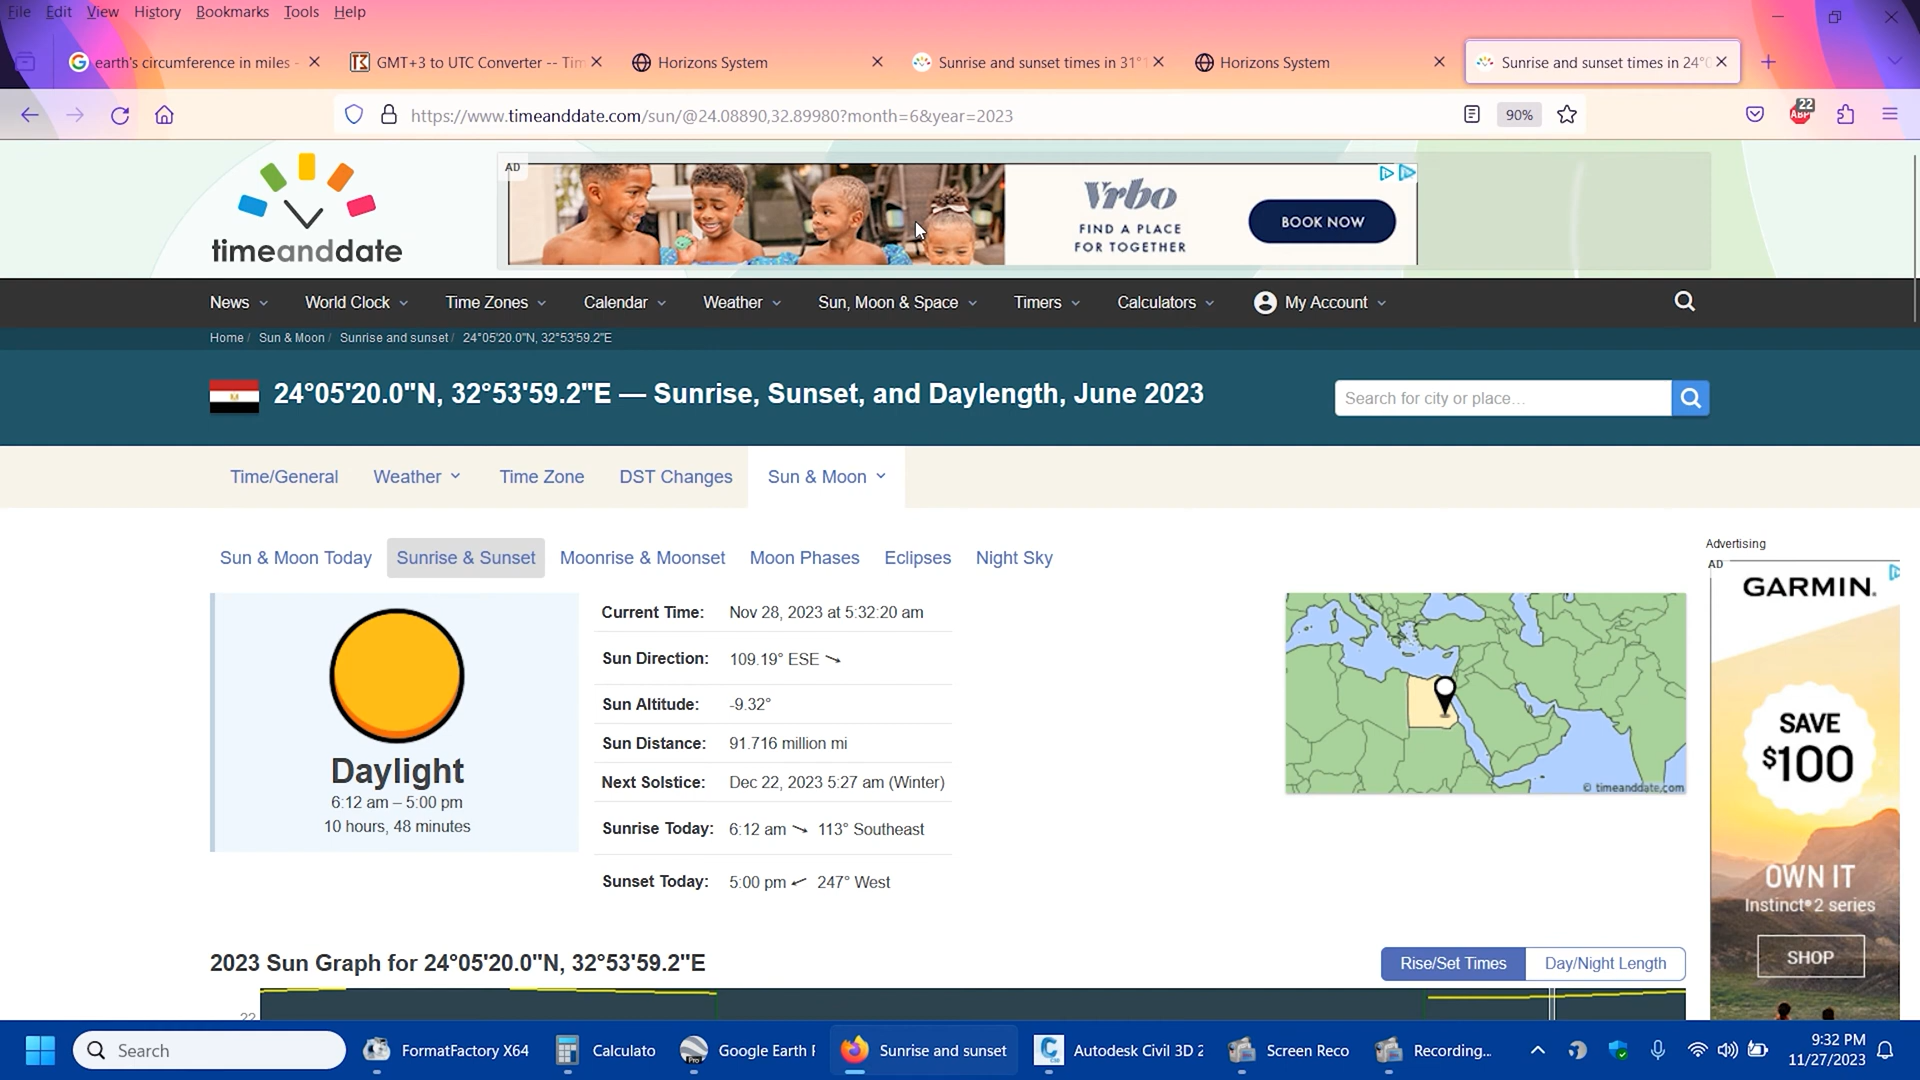 File Edit View History Bookmarks Tools Help
earth's circumference in miles -
GMT+3 to UTC Converter -- Tim
Horizons System
Sunrise and sunset times in 31°1
Horizons System
Sunrise and sunset times in 24°0
https://www.timeanddate.com/sun/@24.08890,32.89980?month=6&year=2023
90%
22
ABP
timeanddate
AD
Vrbo
FIND A PLACE
FOR TOGETHER
BOOK NOW
News World Clock Time Zones Calendar Weather Sun, Moon & Space Timers Calculators My Account
Home / Sun & Moon / Sunrise and sunset / 24°05'20.0"N, 32°53'59.2"E
24°05'20.0"N, 32°53'59.2"E — Sunrise, Sunset, and Daylength, June 2023
Search for city or place...
Time/General Weather Time Zone DST Changes Sun & Moon
Sun & Moon Today Sunrise & Sunset Moonrise & Moonset Moon Phases Eclipses Night Sky
Daylight
6:12 am – 5:00 pm
10 hours, 48 minutes
Current Time: Nov 28, 2023 at 5:32:20 am
Sun Direction: 109.19° ESE
Sun Altitude: -9.32°
Sun Distance: 91.716 million mi
Next Solstice: Dec 22, 2023 5:27 am (Winter)
Sunrise Today: 6:12 am 113° Southeast
Sunset Today: 5:00 pm 247° West
© timeanddate.com
Advertising
AD
GARMIN.
SAVE
$100
OWN IT
Instinct® 2 series
SHOP
2023 Sun Graph for 24°05'20.0"N, 32°53'59.2"E
Rise/Set Times Day/Night Length
22
Search
FormatFactory X64
Calculato
Google Earth P
Pro
Sunrise and sunset
Autodesk Civil 3D 2
Screen Reco
Recording...
9:32 PM
11/27/2023